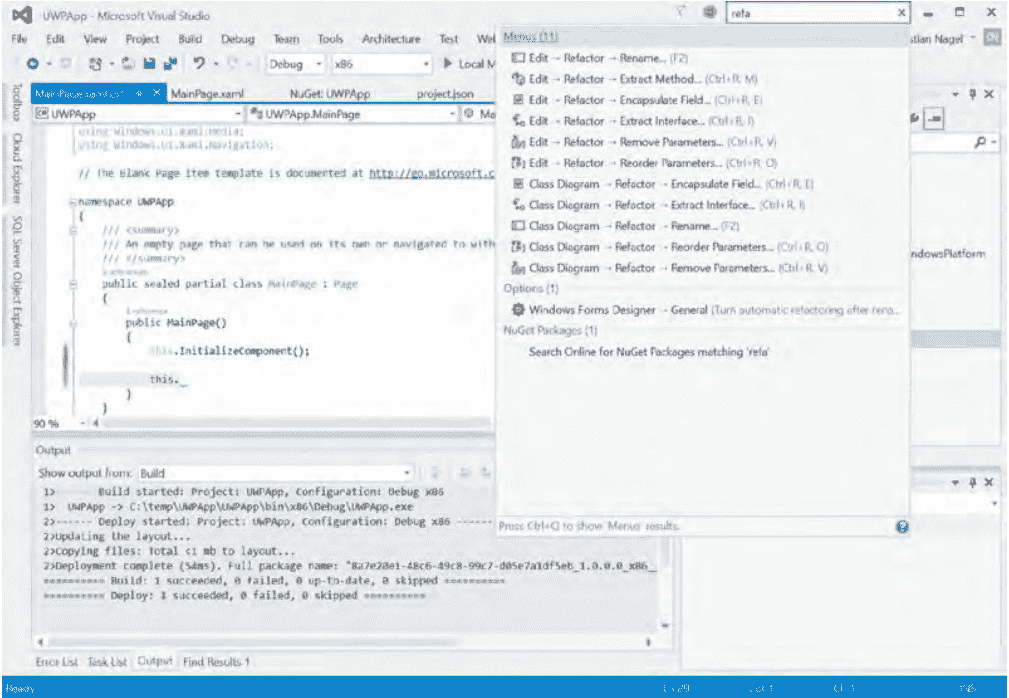 UWPApp - Microsoft Visual Studio
refa
File Edit View Project Build Debug Team Tools Architecture Test
stian Nagel
Debug x86 Local M
MainPage.xaml.cs* MainPage.xaml NuGet: UWPApp project.json
UWPApp UWPApp.MainPage Ma
Toolbox
Cloud Explorer
SQL Server Object Explorer
using Windows.UI.Xaml.Media;
using Windows.UI.Xaml.Navigation;
// The Blank Page item template is documented at http://go.microsoft.c
namespace UWPApp
{
/// <summary>
/// An empty page that can be used on its own or navigated to with
/// </summary>
public sealed partial class MainPage : Page
{
public MainPage()
{
this.InitializeComponent();
this._
}
}
90 %
Menus (11)
Edit → Refactor → Rename... (F2)
Edit → Refactor → Extract Method... (Ctrl+R, M)
Edit → Refactor → Encapsulate Field... (Ctrl+R, E)
Edit → Refactor → Extract Interface... (Ctrl+R, I)
Edit → Refactor → Remove Parameters... (Ctrl+R, V)
Edit → Refactor → Reorder Parameters... (Ctrl+R, O)
Class Diagram → Refactor → Encapsulate Field... (Ctrl+R, E)
Class Diagram → Refactor → Extract Interface... (Ctrl+R, I)
Class Diagram → Refactor → Rename... (F2)
Class Diagram → Refactor → Reorder Parameters... (Ctrl+R, O)
Class Diagram → Refactor → Remove Parameters... (Ctrl+R, V)
Options (1)
Windows Forms Designer → General (Turn automatic refactoring after rena...
NuGet Packages (1)
Search Online for NuGet Packages matching 'refa'
Press Ctrl+Q to show 'Menus' results.
ndowsPlatform
Output
Show output from: Build
1> Build started: Project: UWPApp, Configuration: Debug x86
1> UWPApp -> C:\temp\UWPApp\UWPApp\bin\x86\Debug\UWPApp.exe
2>------ Deploy started: Project: UWPApp, Configuration: Debug x86 ------
2>Updating the layout...
2>Copying files: Total <1 mb to layout...
2>Deployment complete (54ms). Full package name: "8a7e20e1-48c6-49c8-99c7-d05e7a1df5eb_1.0.0.0_x86_
========== Build: 1 succeeded, 0 failed, 0 up-to-date, 0 skipped ==========
========== Deploy: 1 succeeded, 0 failed, 0 skipped ==========
Error List Task List Output Find Results 1
Ready